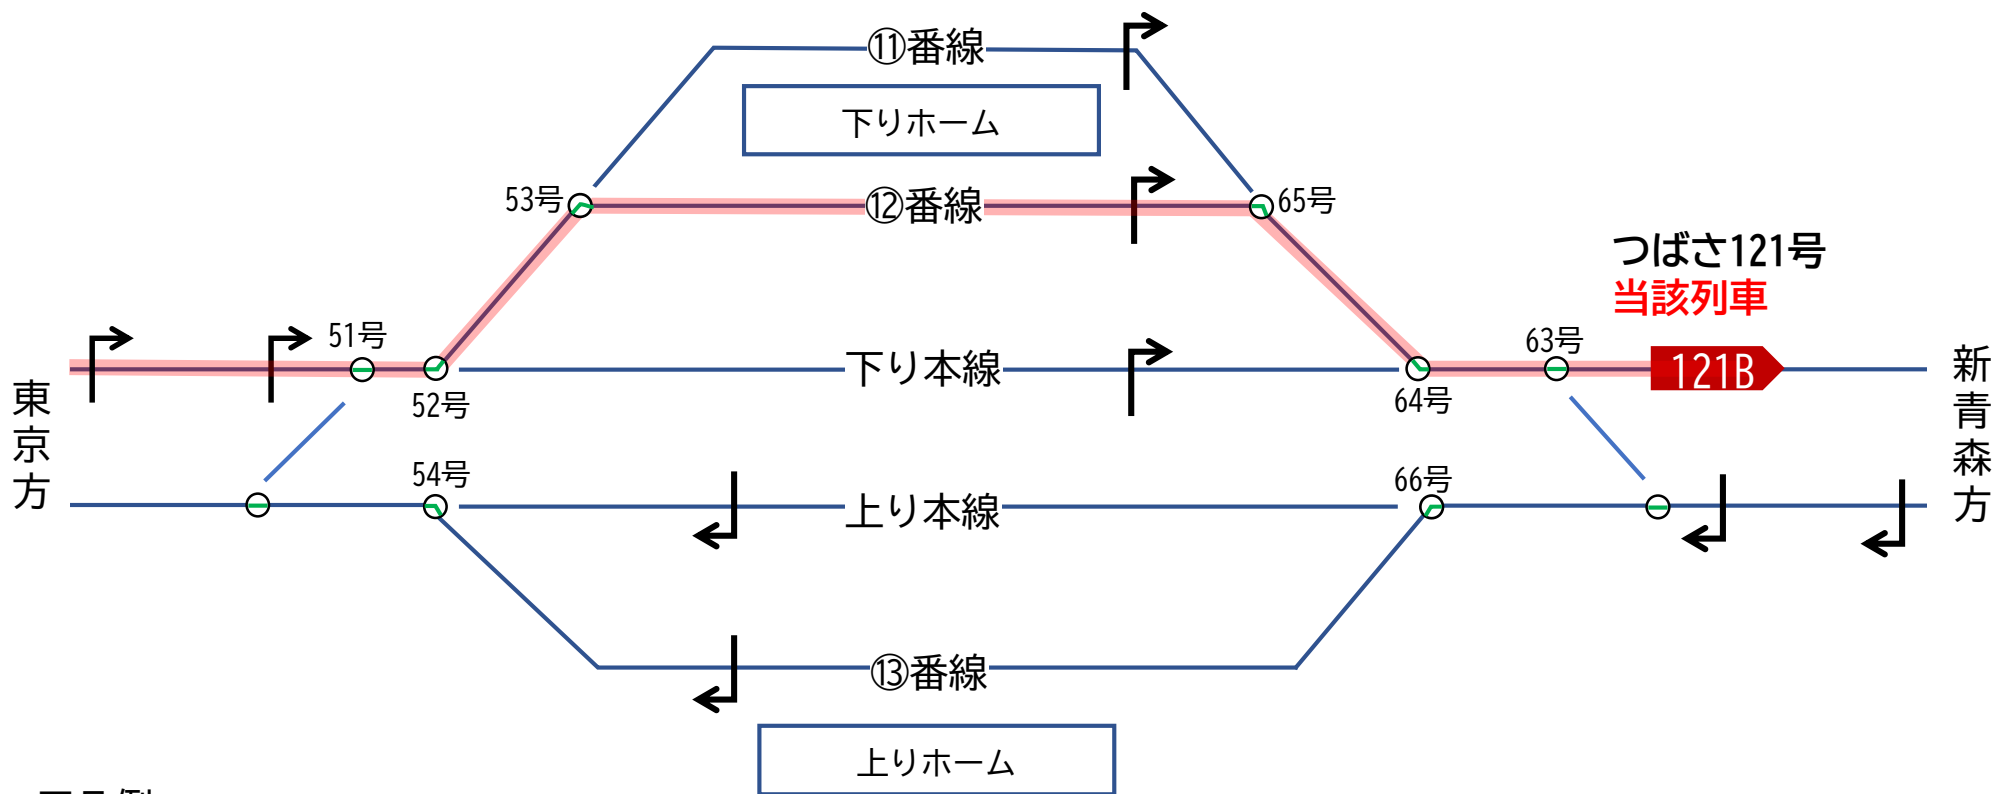 ⑪番線
下りホーム
53号
⑫番線
65号
つばさ121号
当該列車
51号
63号
下り本線
121B
東京方
新青森方
52号
64号
54号
66号
上り本線
⑬番線
上りホーム